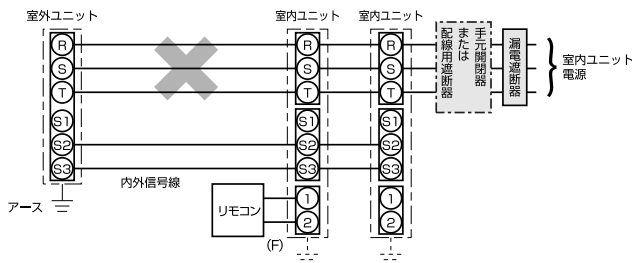 室外ユニット
室内ユニット
室内ユニット
R
S
T
S1
S2
S3
R
S
T
S1
S2
S3
1
2
R
S
T
S1
S2
S3
1
2
手元開閉器
または
配線用遮断器
漏電遮断器
室内ユニット
電源
内外信号線
アース
リモコン
(F)